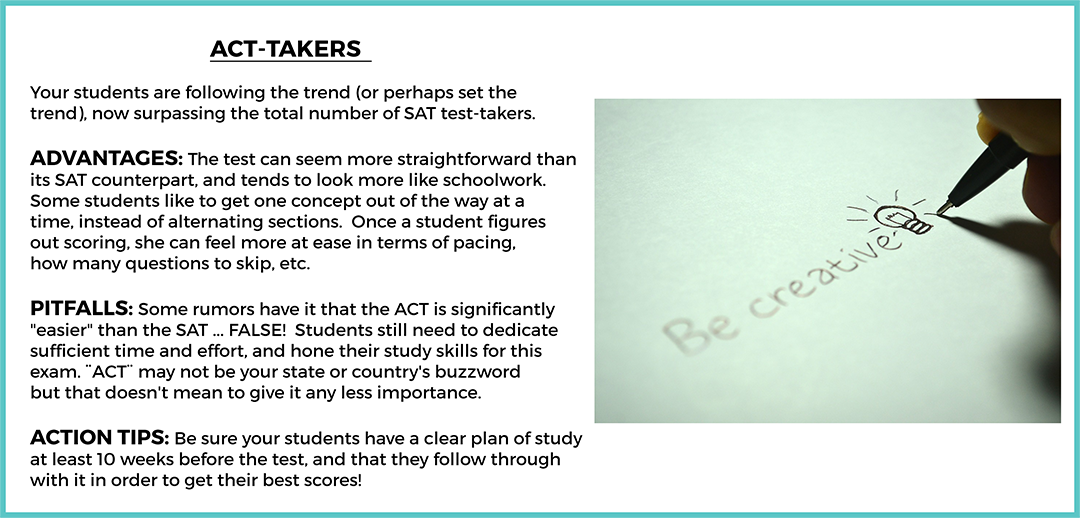 ACT-TAKERS
Your students are following the trend (or perhaps set the
trend), now surpassing the total number of SAT test-takers.
ADVANTAGES: The test can seem more straightforward than
its SAT counterpart, and tends to look more like schoolwork.
Some students like to get one concept out of the way at a
time, instead of alternating sections.  Once a student figures
out scoring, she can feel more at ease in terms of pacing,
how many questions to skip, etc.
PITFALLS: Some rumors have it that the ACT is significantly
"easier" than the SAT ... FALSE!  Students still need to dedicate
sufficient time and effort, and hone their study skills for this
exam. ¨ACT¨ may not be your state or country's buzzword
but that doesn't mean to give it any less importance.
ACTION TIPS: Be sure your students have a clear plan of study
at least 10 weeks before the test, and that they follow through
with it in order to get their best scores!
Be creative